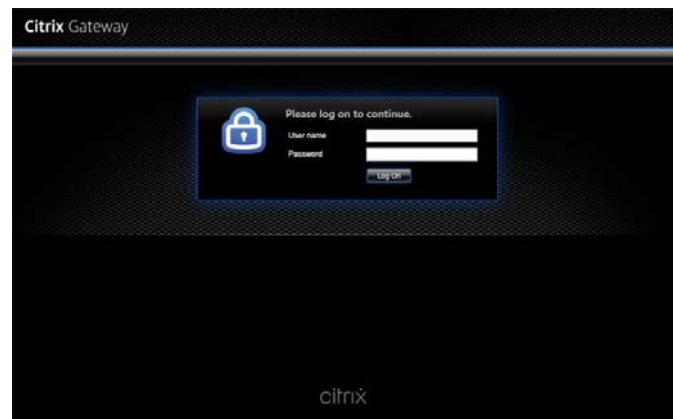 Citrix Gateway
Please log on to continue.
User name
Password
Log On
citrix